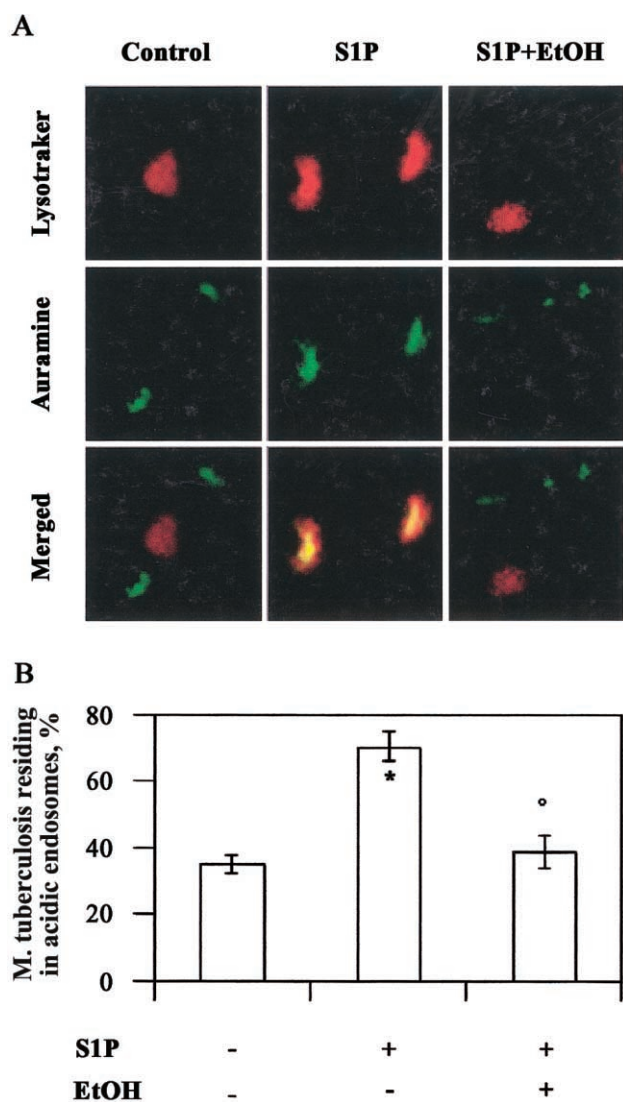 A
Control S1P S1P+EtOH
Lysotraker
Auramine
Merged
B
M. tuberculosis residing
in acidic endosomes, %
80
60
40
20
0
*
°
S1P - + +
EtOH - - +